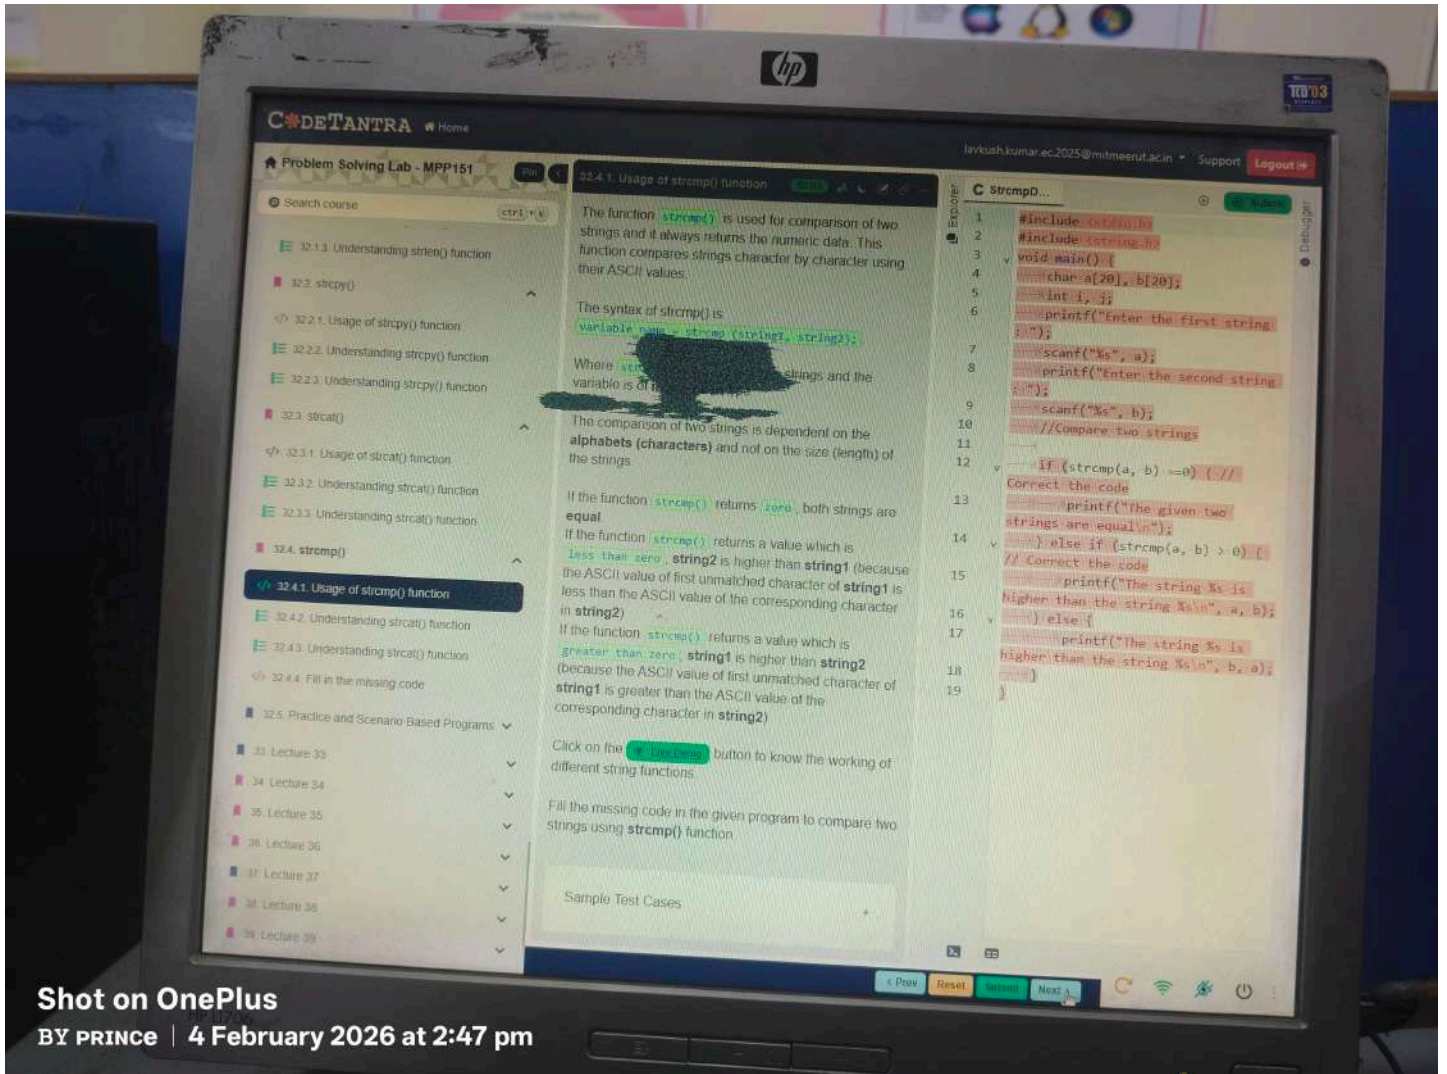 hp
TCO'03
CODETANTRA Home
lavkush.kumar.ec.2025@mitmeerut.ac.in Support Logout
Problem Solving Lab - MPP151 Pin
Search course ctrl+k
32.1.3. Understanding strlen() function
32.2. strcpy()
</> 32.2.1. Usage of strcpy() function
32.2.2. Understanding strcpy() function
32.2.3. Understanding strcpy() function
32.3. strcat()
</> 32.3.1. Usage of strcat() function
32.3.2. Understanding strcat() function
32.3.3. Understanding strcat() function
32.4. strcmp()
</> 32.4.1. Usage of strcmp() function
32.4.2. Understanding strcat() function
32.4.3. Understanding strcat() function
</> 32.4.4. Fill in the missing code
32.5. Practice and Scenario Based Programs
33. Lecture 33
34. Lecture 34
35. Lecture 35
36. Lecture 36
37. Lecture 37
38. Lecture 38
39. Lecture 39
32.4.1. Usage of strcmp() function
The function strcmp() is used for comparison of two
strings and it always returns the numeric data. This
function compares strings character by character using
their ASCII values.
The syntax of strcmp() is
variable_name = strcmp (string1, string2);
Where strings and the
variable is of
The comparison of two strings is dependent on the
alphabets (characters) and not on the size (length) of
the strings.
If the function strcmp() returns zero, both strings are
equal
If the function strcmp() returns a value which is
less than zero, string2 is higher than string1 (because
the ASCII value of first unmatched character of string1 is
less than the ASCII value of the corresponding character
in string2)
If the function strcmp() returns a value which is
greater than zero, string1 is higher than string2
(because the ASCII value of first unmatched character of
string1 is greater than the ASCII value of the
corresponding character in string2)
Click on the Live Demo button to know the working of
different string functions.
Fill the missing code in the given program to compare two
strings using strcmp() function
Sample Test Cases +
Explorer
C StrcmpD...
Submit
Debugger
1 #include <stdio.h>
2 #include <string.h>
3 void main() {
4 char a[20], b[20];
5 int i, j;
6 printf("Enter the first string
: ");
7 scanf("%s", a);
8 printf("Enter the second string
: ");
9 scanf("%s", b);
10 //Compare two strings
11
12 if (strcmp(a, b) ==0) { //
Correct the code
13 printf("The given two
strings are equal\n");
14 } else if (strcmp(a, b) > 0) {
// Correct the code
15 printf("The string %s is
higher than the string %s\n", a, b);
16 } else {
17 printf("The string %s is
higher than the string %s\n", b, a);
18 }
19 }
< Prev Reset Submit Next >
Shot on OnePlus
BY PRINCE | 4 February 2026 at 2:47 pm